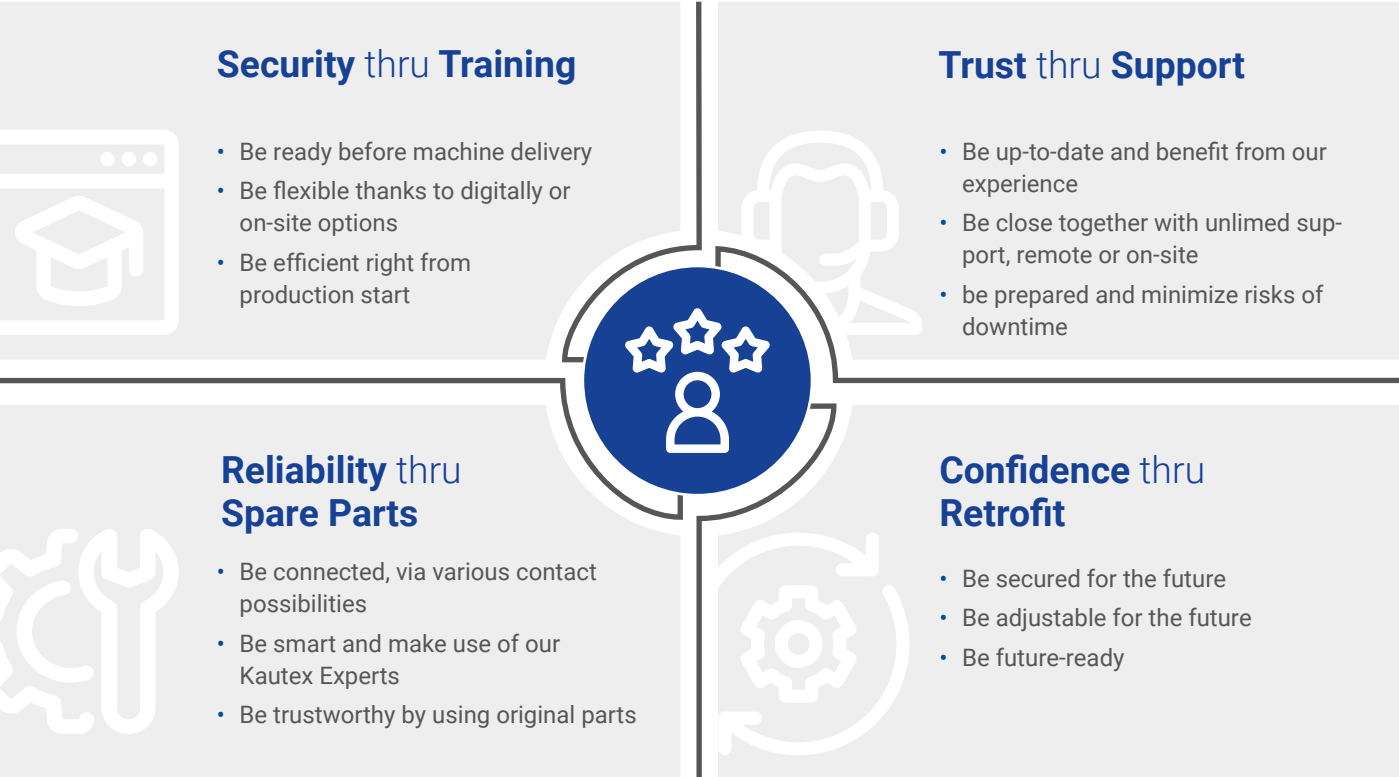 Security thru Training
• Be ready before machine delivery
• Be flexible thanks to digitally or
on-site options
• Be efficient right from
production start
Trust thru Support
• Be up-to-date and benefit from our
experience
• Be close together with unlimed sup-
port, remote or on-site
• be prepared and minimize risks of
downtime
Reliability thru
Spare Parts
• Be connected, via various contact
possibilities
• Be smart and make use of our
Kautex Experts
• Be trustworthy by using original parts
Confidence thru
Retrofit
• Be secured for the future
• Be adjustable for the future
• Be future-ready